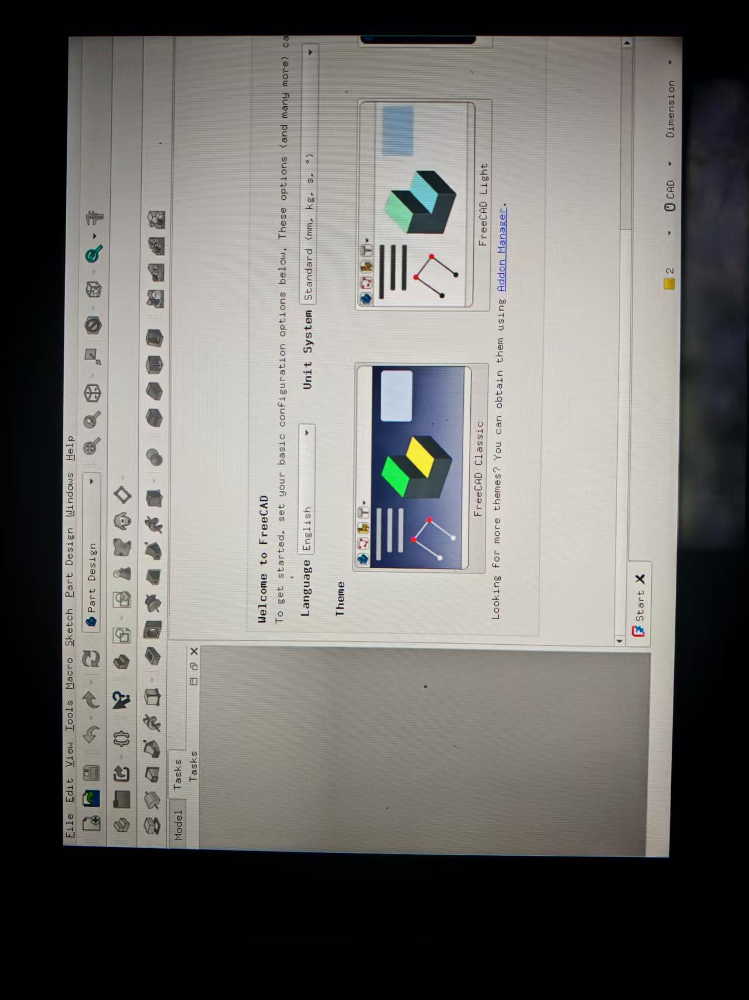 File Edit View Tools Macro Sketch Part Design Windows Help
Part Design
Model Tasks
Tasks
Welcome to FreeCAD
To get started, set your basic configuration options below. These options (and many more) ca
Language English Unit System Standard (mm, kg, s, °)
Theme
FreeCAD Classic FreeCAD Light
Looking for more themes? You can obtain them using Addon Manager.
Start
2 CAD Dimension